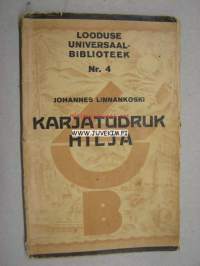 LOODUSE
UNIVERSAAL-
BIBLIOTEEK
Nr. 4
JOHANNES LINNANKOSKI
KARJATÜDRUK
HILJA
WWW.JUVEKIM.FI